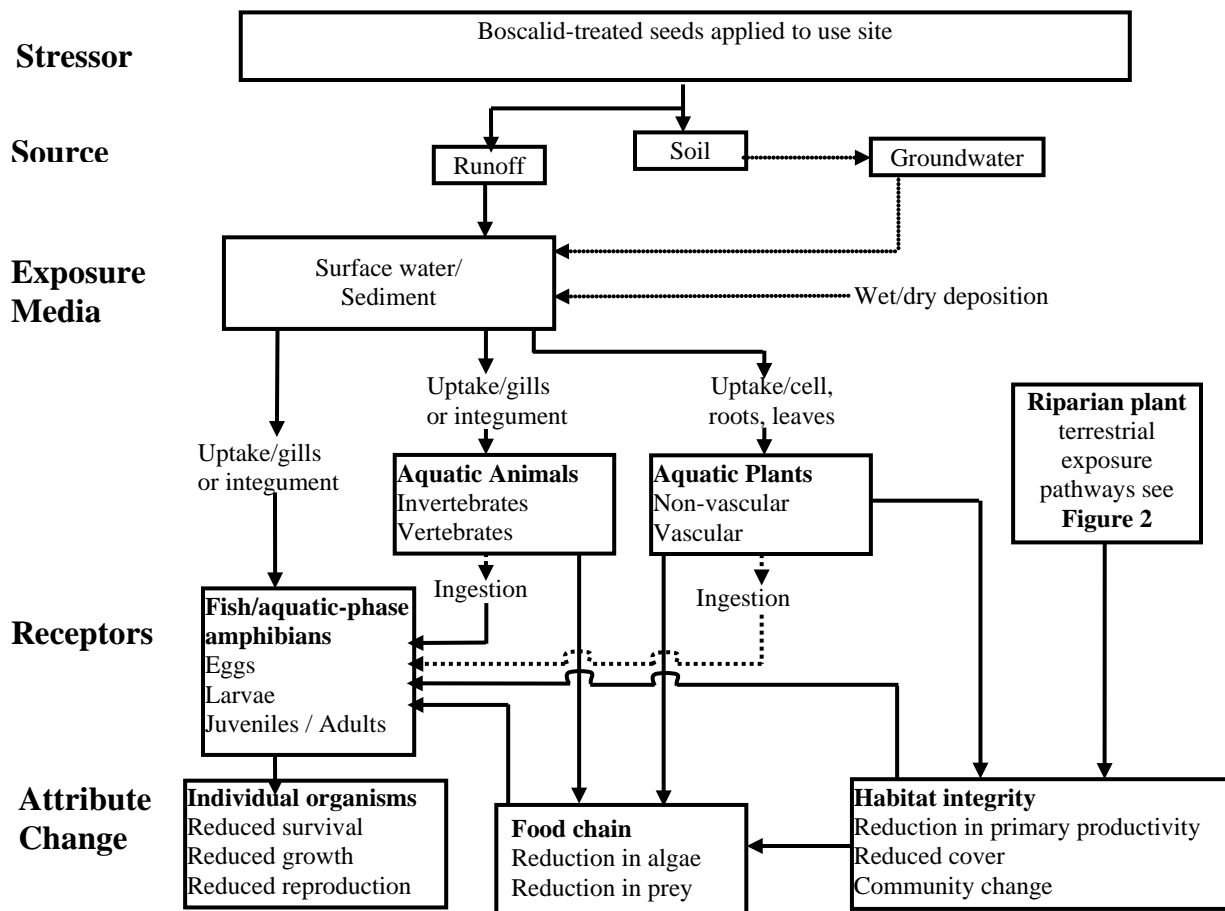 Stressor
Boscalid-treated seeds applied to use site
Source
Runoff
Soil
Groundwater
Exposure
Media
Surface water/
Sediment
Wet/dry deposition
Uptake/gills
or integument
Uptake/gills
or integument
Uptake/cell,
roots, leaves
Riparian plant
terrestrial
exposure
pathways see
Figure 2
Aquatic Animals
Invertebrates
Vertebrates
Aquatic Plants
Non-vascular
Vascular
Ingestion
Ingestion
Receptors
Fish/aquatic-phase
amphibians
Eggs
Larvae
Juveniles / Adults
Attribute
Change
Individual organisms
Reduced survival
Reduced growth
Reduced reproduction
Food chain
Reduction in algae
Reduction in prey
Habitat integrity
Reduction in primary productivity
Reduced cover
Community change